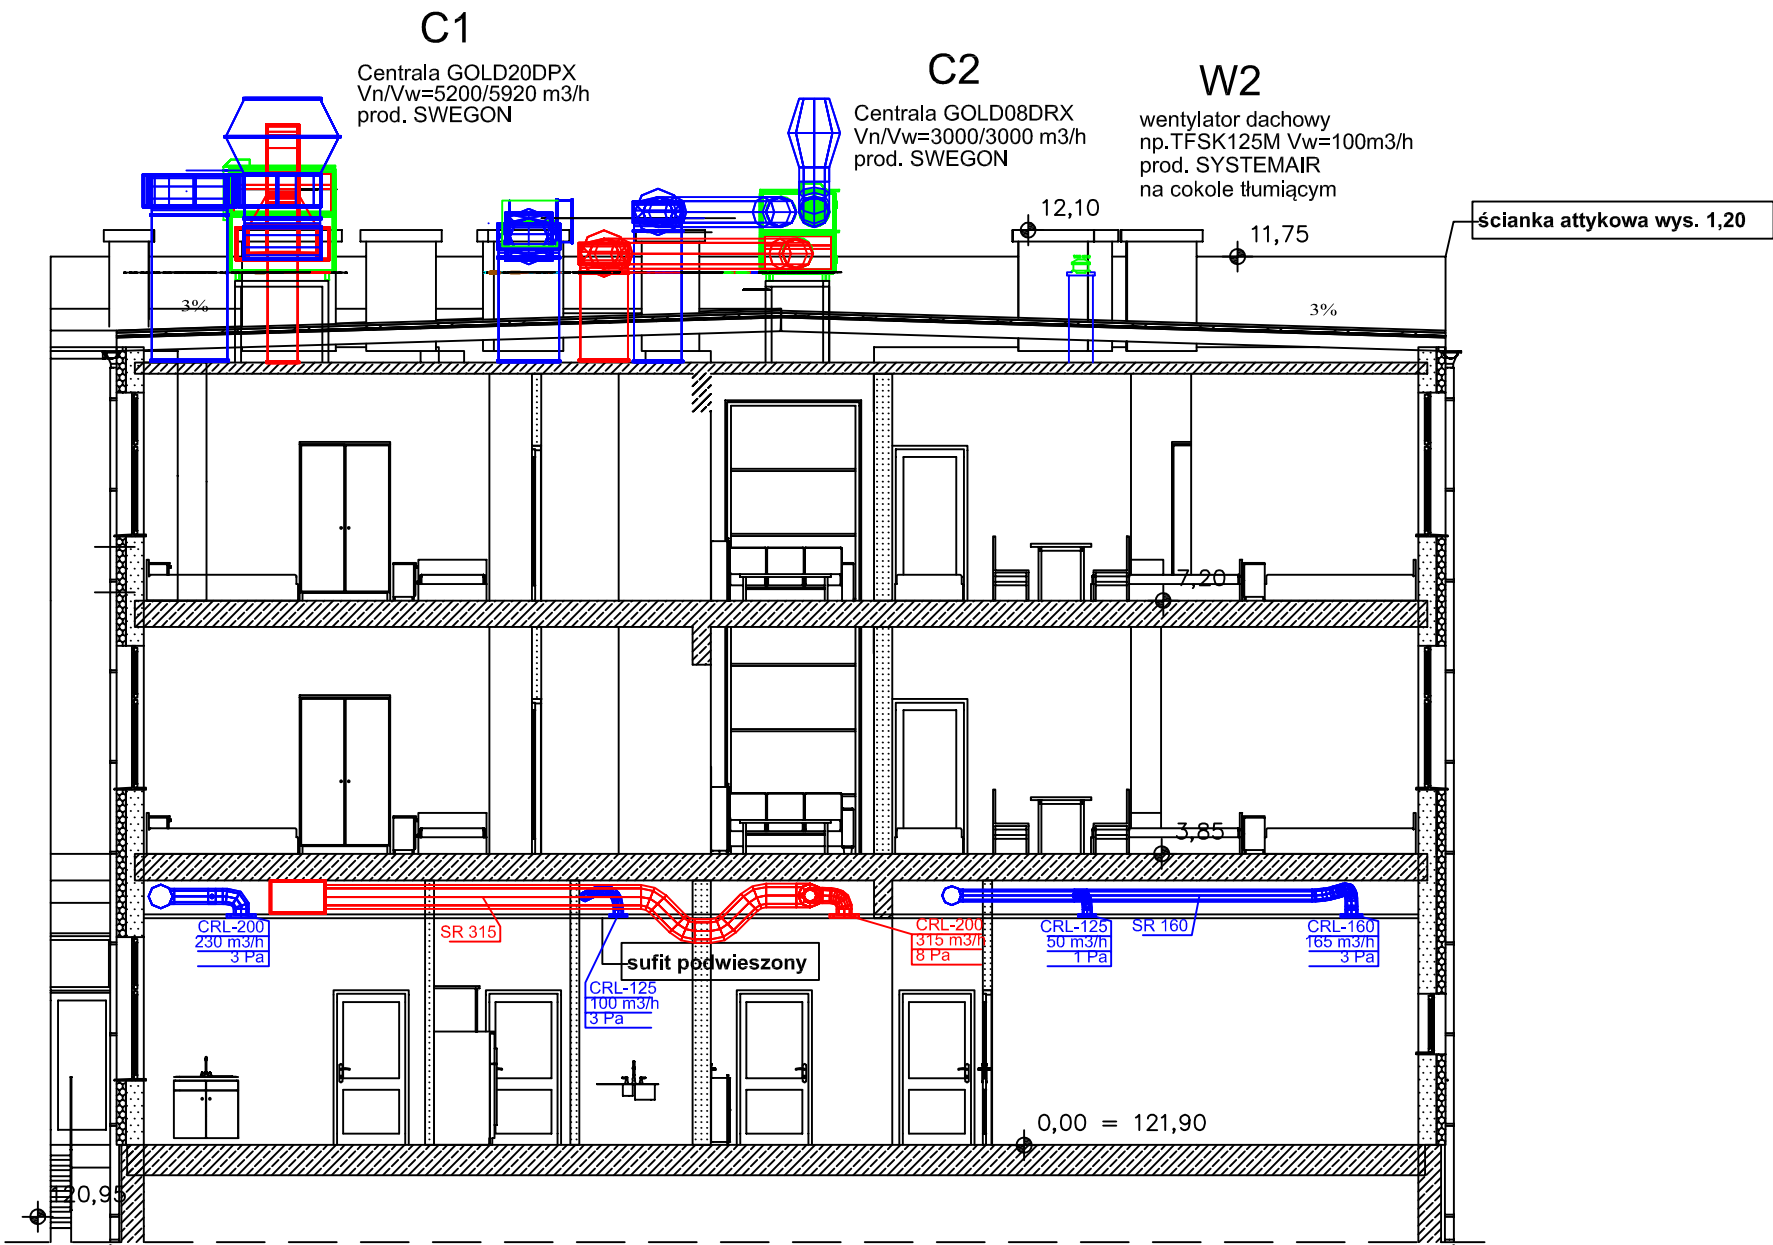 C1
Centrala GOLD20DPX
Vn/Vw=5200/5920 m3/h
prod. SWEGON
C2
Centrala GOLD08DRX
Vn/Vw=3000/3000 m3/h
prod. SWEGON
W2
wentylator dachowy
np.TFSK125M Vw=100m3/h
prod. SYSTEMAIR
na cokole tłumiącym
12,10
11,75
ścianka attykowa wys. 1,20
3%
3%
7,20
3,85
CRL-200
230 m3/h
3 Pa
SR 315
sufit podwieszony
CRL-125
100 m3/h
3 Pa
CRL-200
315 m3/h
8 Pa
CRL-125
50 m3/h
1 Pa
SR 160
CRL-160
165 m3/h
3 Pa
0,00 = 121,90
120,95